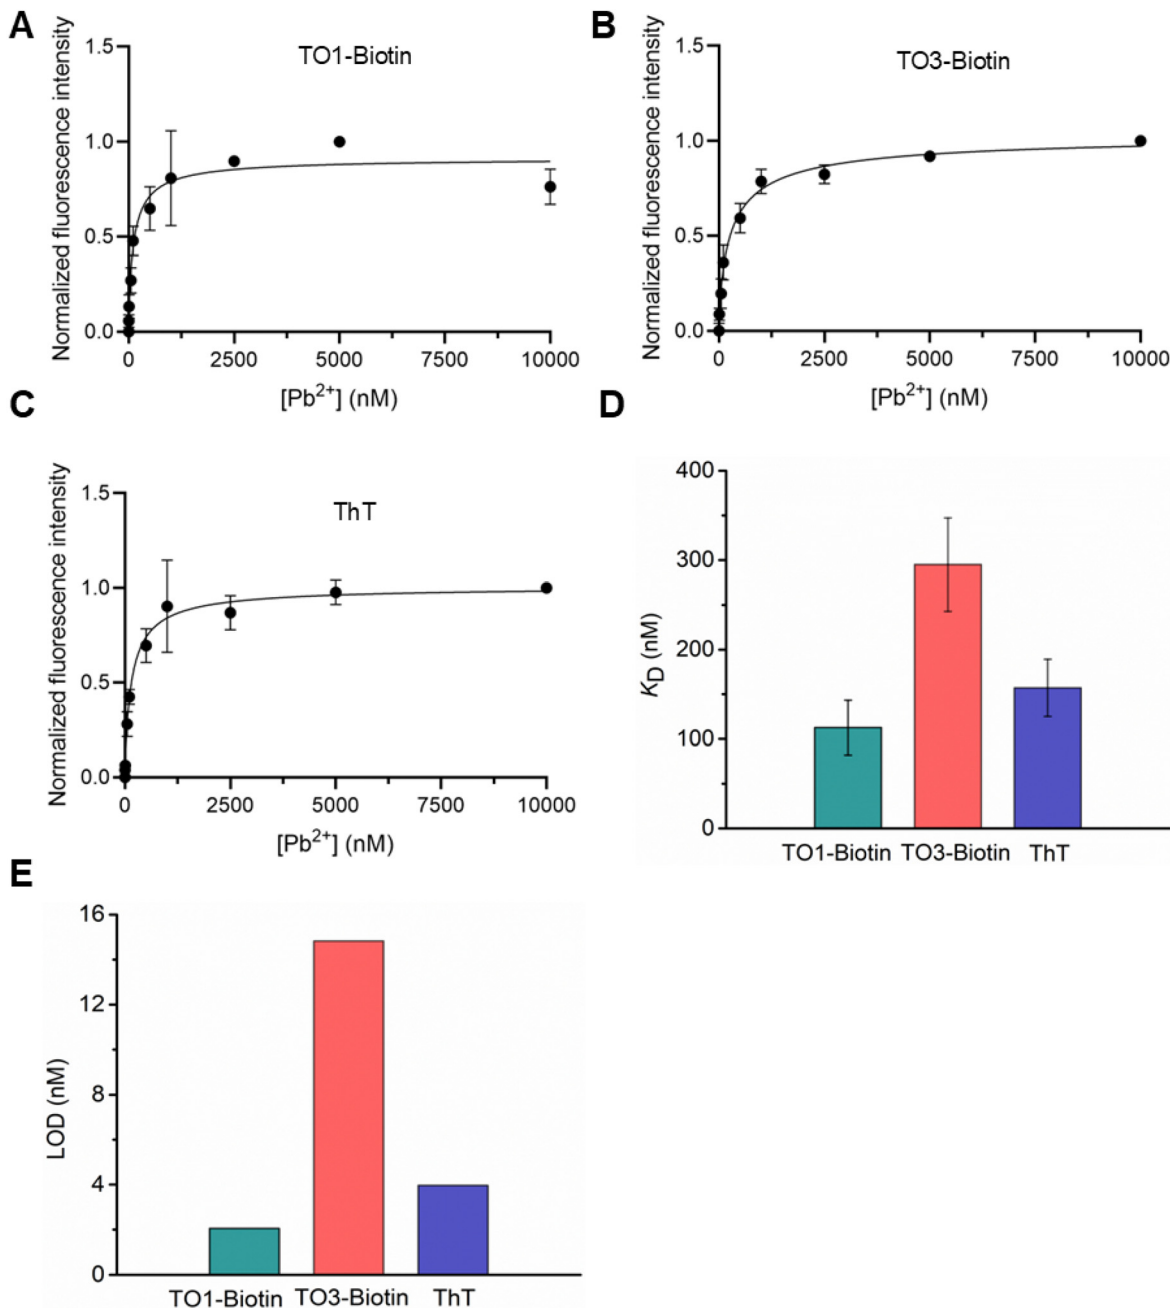 A
TO1-Biotin
Normalized fluorescence intensity
1.5
1.0
0.5
0.0
0 2500 5000 7500 10000
[Pb²⁺] (nM)
B
TO3-Biotin
Normalized fluorescence intensity
1.5
1.0
0.5
0.0
0 2500 5000 7500 10000
[Pb²⁺] (nM)
C
ThT
Normalized fluorescence intensity
1.5
1.0
0.5
0.0
0 2500 5000 7500 10000
[Pb²⁺] (nM)
D
K_D (nM)
400
300
200
100
0
TO1-Biotin TO3-Biotin ThT
E
LOD (nM)
16
12
8
4
0
TO1-Biotin TO3-Biotin ThT